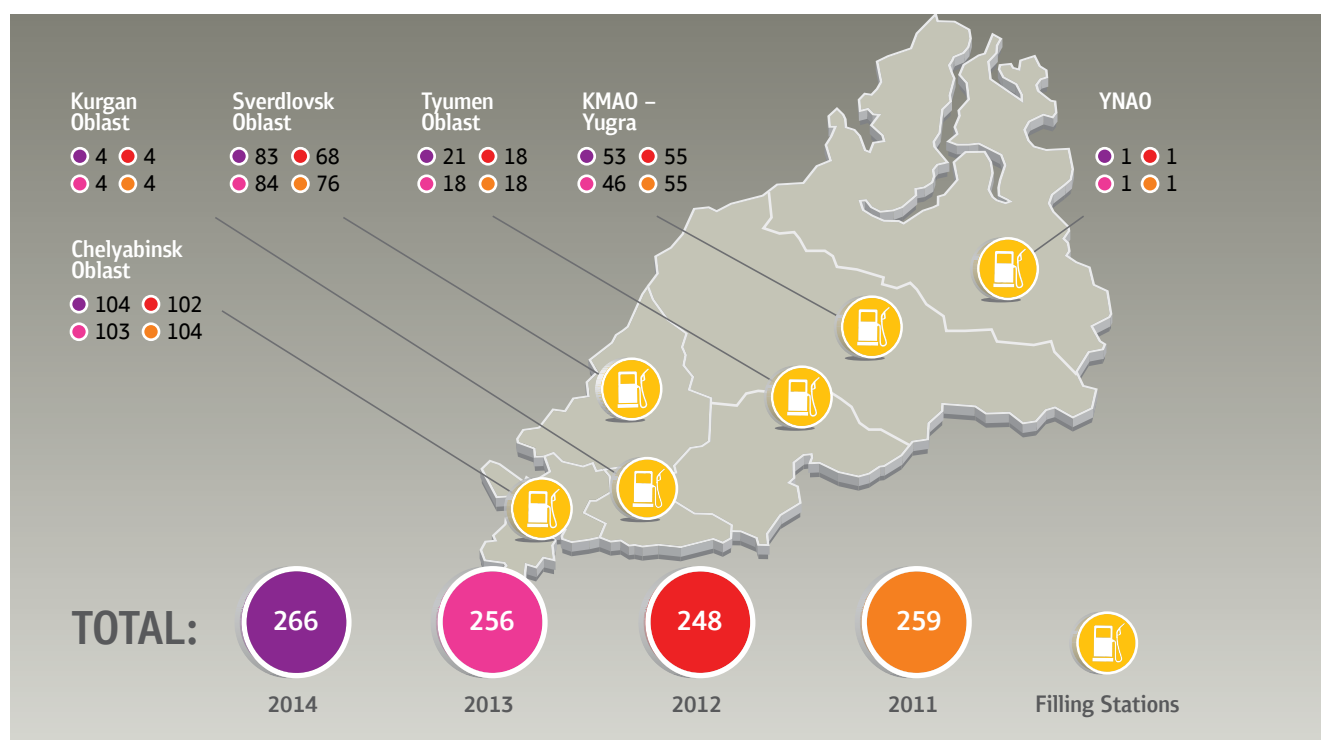 Kurgan
Oblast
4 4
4 4
Sverdlovsk
Oblast
83 68
84 76
Tyumen
Oblast
21 18
18 18
KMAO –
Yugra
53 55
46 55
YNAO
1 1
1 1
Chelyabinsk
Oblast
104 102
103 104
TOTAL:
266 256 248 259
2014 2013 2012 2011 Filling Stations